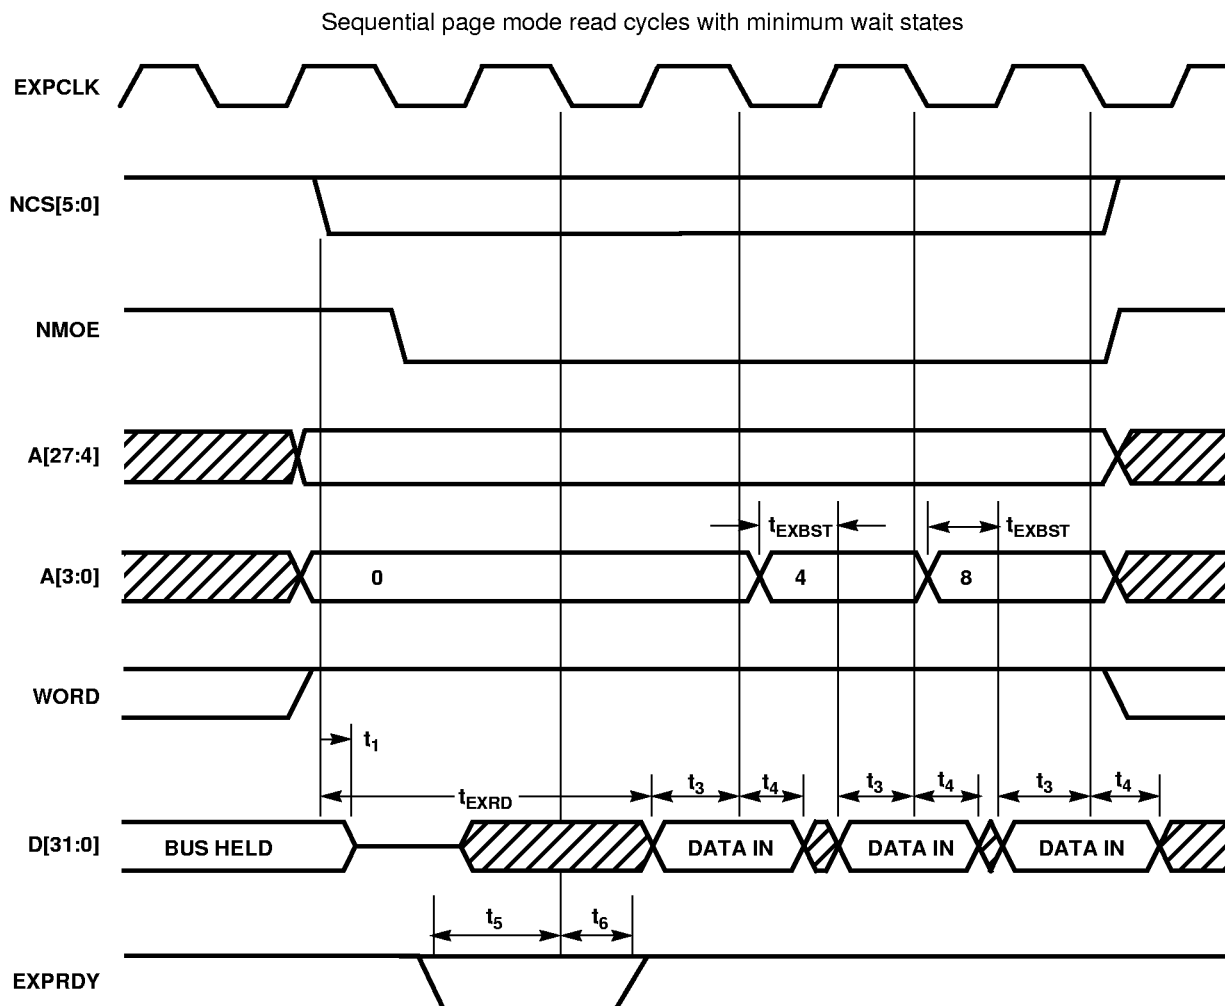 Sequential page mode read cycles with minimum wait states
EXPCLK
NCS[5:0]
NMOE
A[27:4]
tEXBST tEXBST
A[3:0] 0 4 8
WORD
t1
tEXRD t3 t4 t3 t4 t3 t4
D[31:0] BUS HELD DATA IN DATA IN DATA IN
t5 t6
EXPRDY